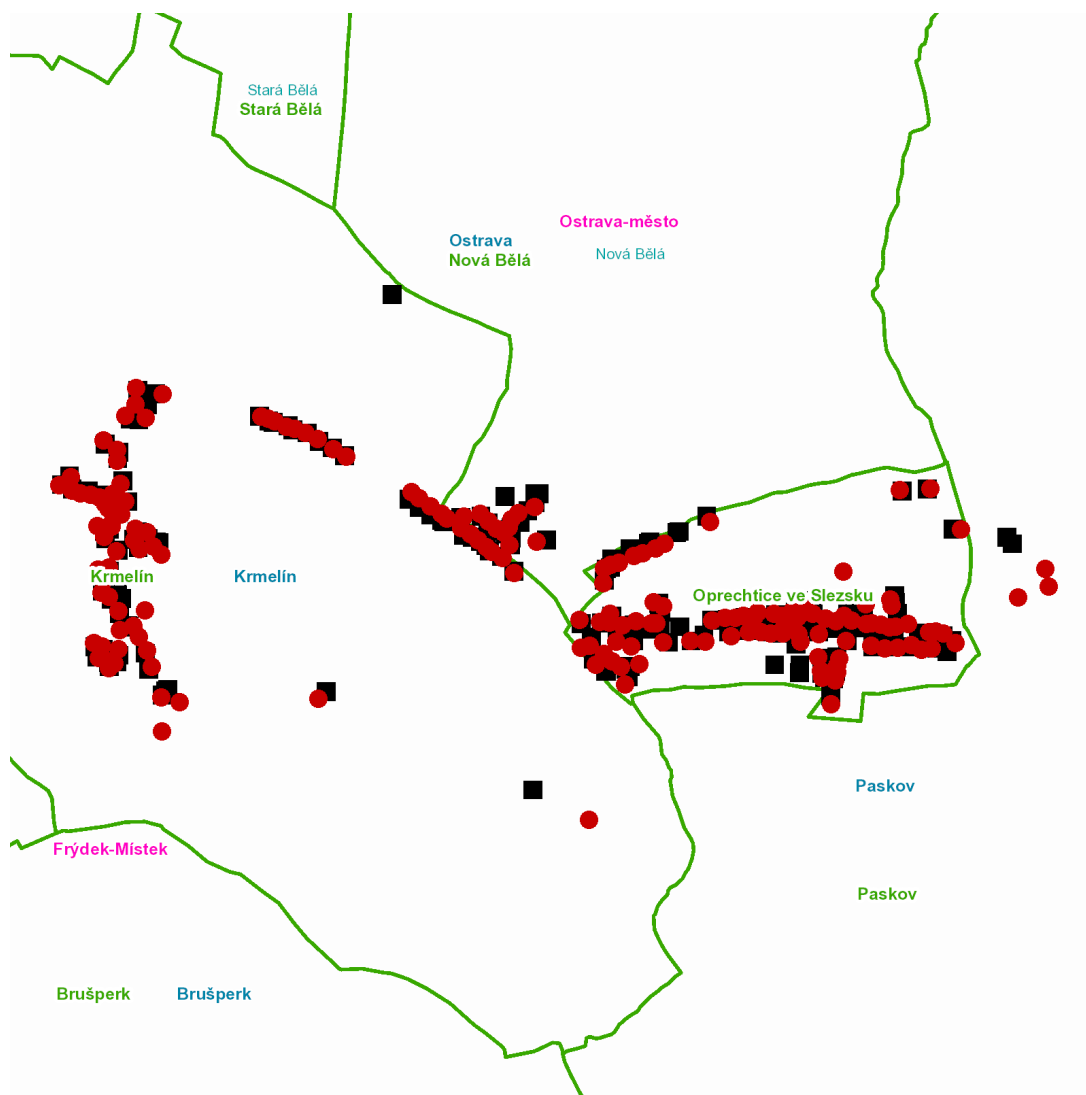 Stará Bělá
Stará Bělá
Ostrava-město
Ostrava
Nová Bělá
Nová Bělá
Krmelín
Krmelín
Oprechtice ve Slezsku
Paskov
Frýdek-Místek
Paskov
Brušperk
Brušperk